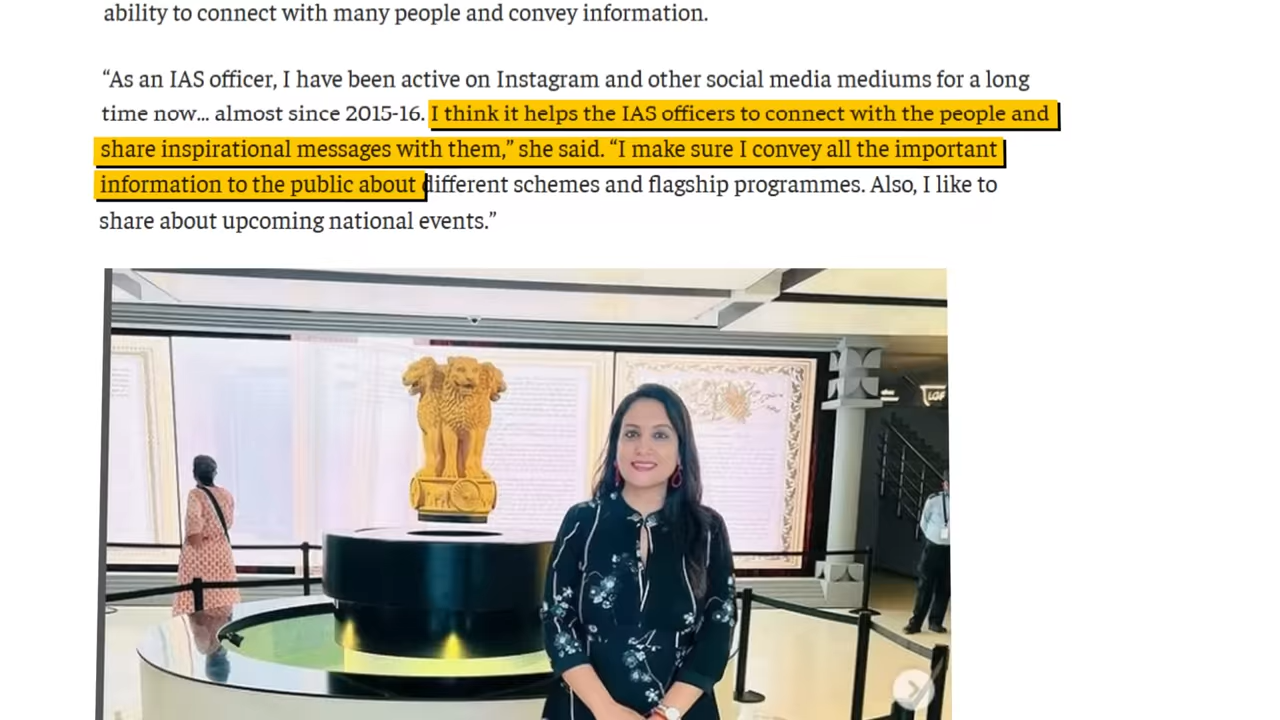 ability to connect with many people and convey information.
“As an IAS officer, I have been active on Instagram and other social media mediums for a long
time now... almost since 2015-16. I think it helps the IAS officers to connect with the people and
share inspirational messages with them,” she said. “I make sure I convey all the important
information to the public about different schemes and flagship programmes. Also, I like to
share about upcoming national events.”
LGF